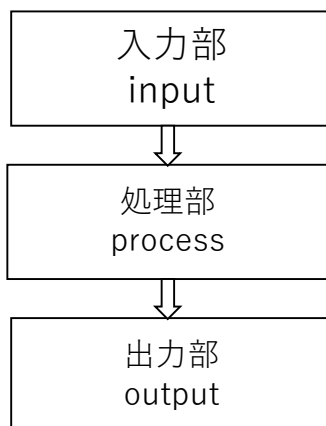 入力部
input
処理部
process
出力部
output